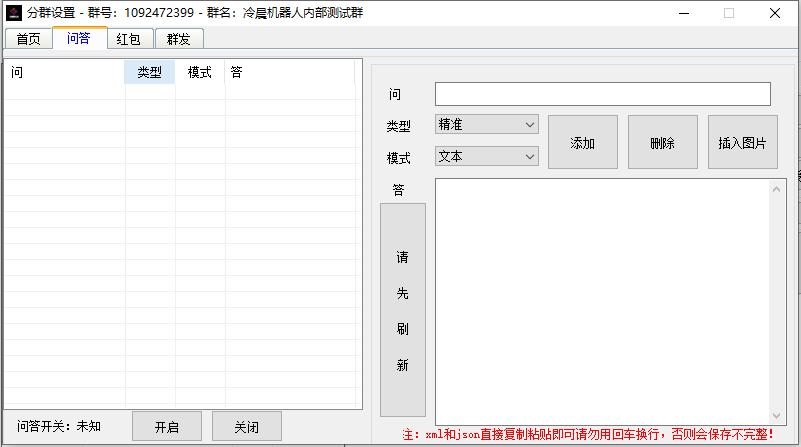 分群设置 - 群号：1092472399 - 群名：冷晨机器人内部测试群
首页 问答 红包 群发
问 类型 模式 答
问
类型 精准
模式 文本
添加 删除 插入图片
答
请
先
刷
新
问答开关：未知 开启 关闭
注：xml和json直接复制粘贴即可请勿用回车换行，否则会保存不完整！